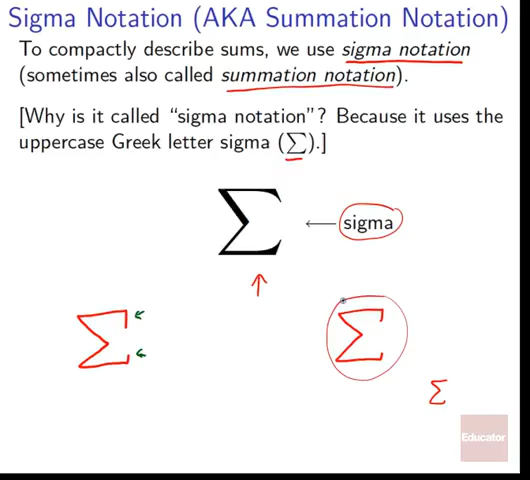 Sigma Notation (AKA Summation Notation)
To compactly describe sums, we use sigma notation
(sometimes also called summation notation).
[Why is it called “sigma notation”? Because it uses the
uppercase Greek letter sigma (∑).]
∑ ← sigma
∑ ∑
Σ
Educator